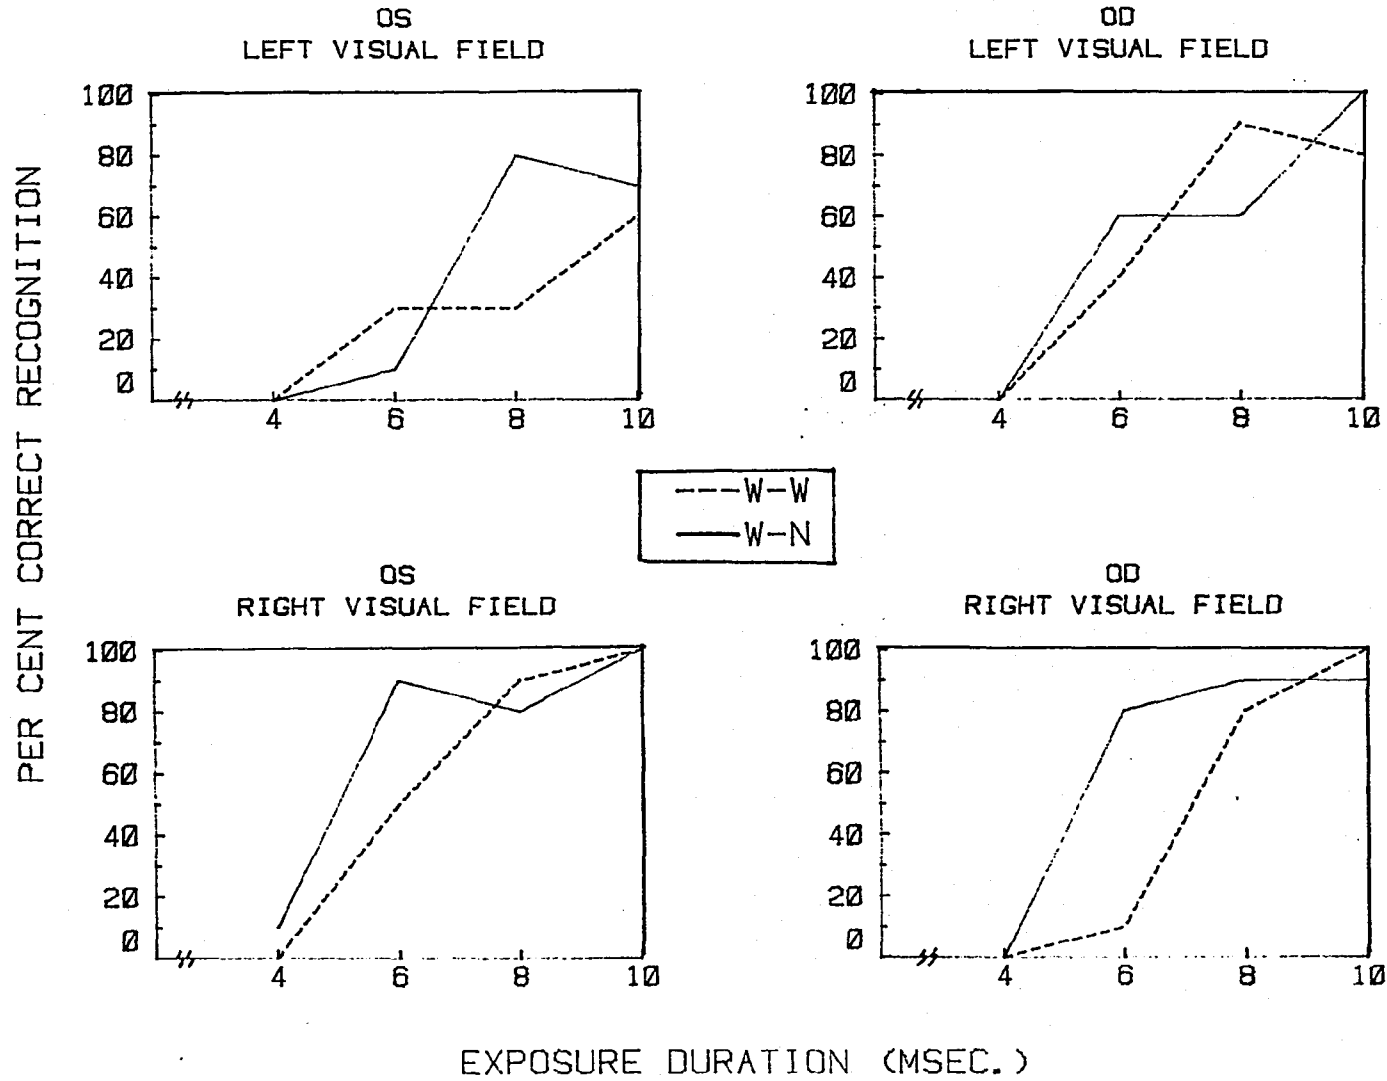 OS
LEFT VISUAL FIELD
100
80
60
40
20
0
4 6 8 10
OD
LEFT VISUAL FIELD
100
80
60
40
20
0
4 6 8 10
PER CENT CORRECT RECOGNITION
W-W
W-N
OS
RIGHT VISUAL FIELD
100
80
60
40
20
0
4 6 8 10
OD
RIGHT VISUAL FIELD
100
80
60
40
20
0
4 6 8 10
EXPOSURE DURATION (MSEC.)